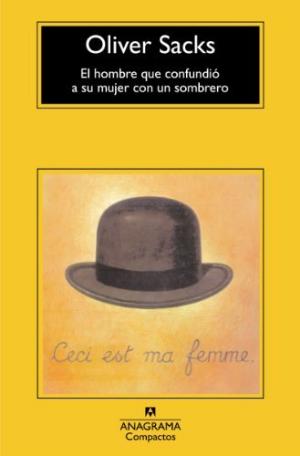 Oliver Sacks
El hombre que confundió
a su mujer con un sombrero
Ceci est ma femme.
ANAGRAMA
Compactos